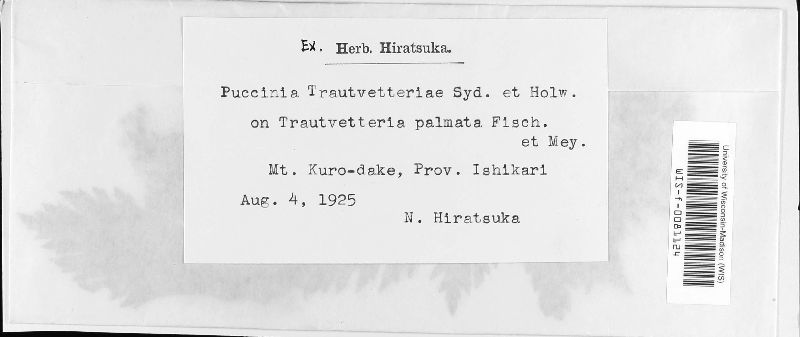 Ex. Herb. Hiratsuka.
Puccinia Trautvetteriae Syd. et Holw.
on Trautvetteria palmata Fisch.
et Mey.
Mt. Kuro-dake, Prov. Ishikari
Aug. 4, 1925
N. Hiratsuka
University of Wisconsin-Madison (WIS)
WIS-f-0081124